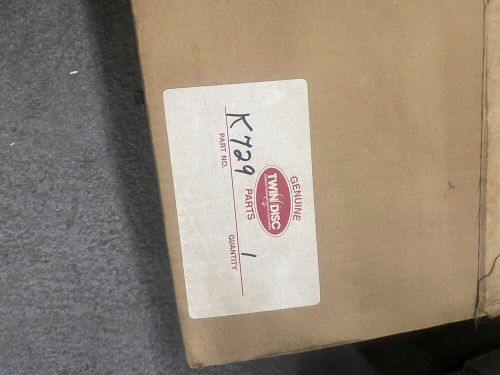 GENUINE
TWIN DISC
PARTS
K729
PART NO.
1
QUANTITY